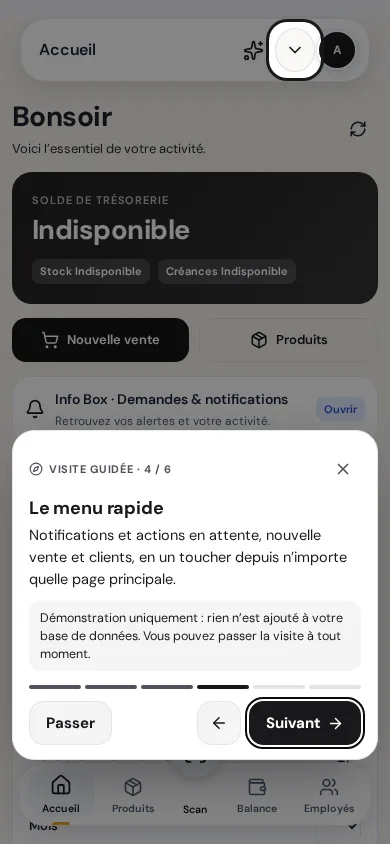 Accueil
A
Bonsoir
Voici l’essentiel de votre activité.
SOLDE DE TRÉSORERIE
Indisponible
Stock Indisponible
Créances Indisponible
Nouvelle vente
Produits
Info Box · Demandes & notifications
Retrouvez vos alertes et votre activité.
Ouvrir
VISITE GUIDÉE · 4 / 6
Le menu rapide
Notifications et actions en attente, nouvelle
vente et clients, en un toucher depuis n’importe
quelle page principale.
Démonstration uniquement : rien n’est ajouté à votre
base de données. Vous pouvez passer la visite à tout
moment.
Passer
Suivant
Accueil
Produits
Scan
Balance
Employés